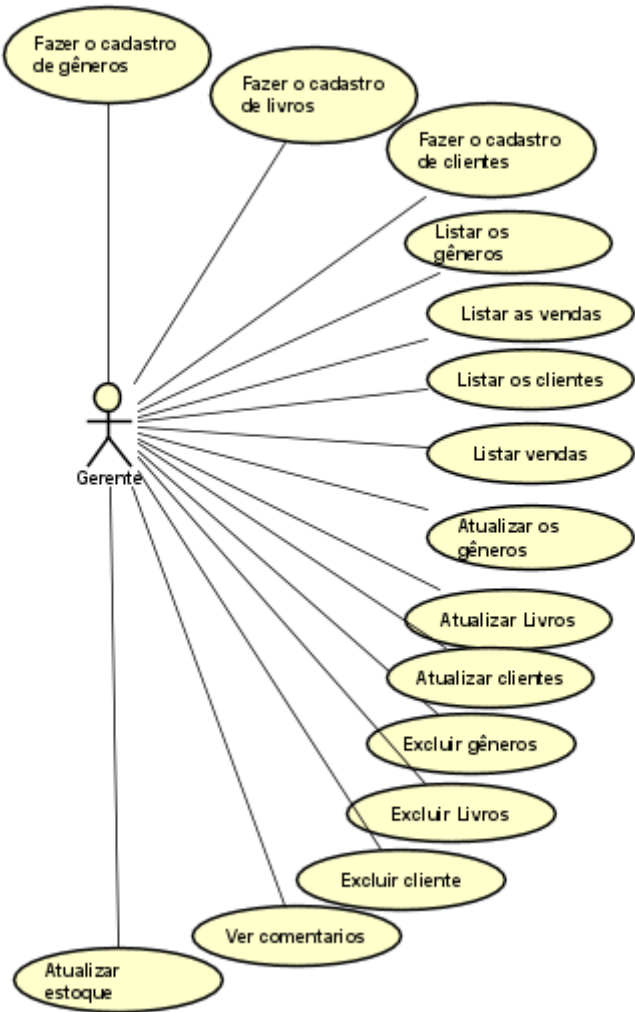 Fazer o cadastro
de gêneros
Fazer o cadastro
de livros
Fazer o cadastro
de clientes
Listar os
gêneros
Listar as vendas
Listar os clientes
Listar vendas
Gerente
Atualizar os
gêneros
Atualizar Livros
Atualizar clientes
Excluir gêneros
Excluir Livros
Excluir cliente
Ver comentarios
Atualizar
estoque